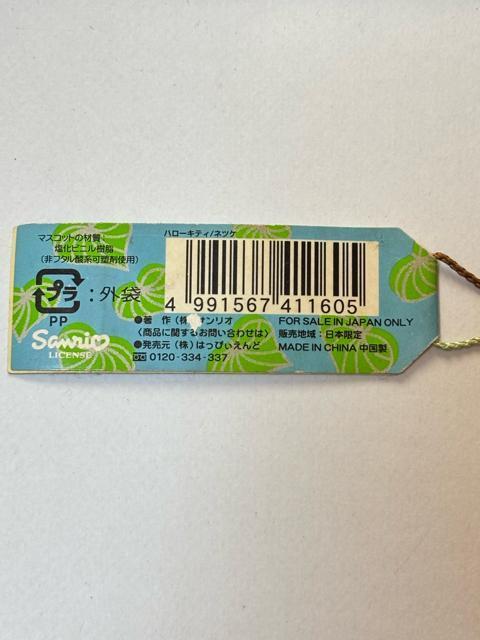 マスコットの材質:
塩化ビニル樹脂
(非フタル酸系可塑剤使用)
プラ
:外袋
PP
Sanrio
LICENSE
ハローキティ/ネツケ
4 991567 411605
●著 作 (株)サンリオ
〈商品に関するお問い合わせは〉
●発売元 (株) はっぴぃえんど
0120-334-337
FOR SALE IN JAPAN ONLY
販売地域:日本限定
MADE IN CHINA 中国製